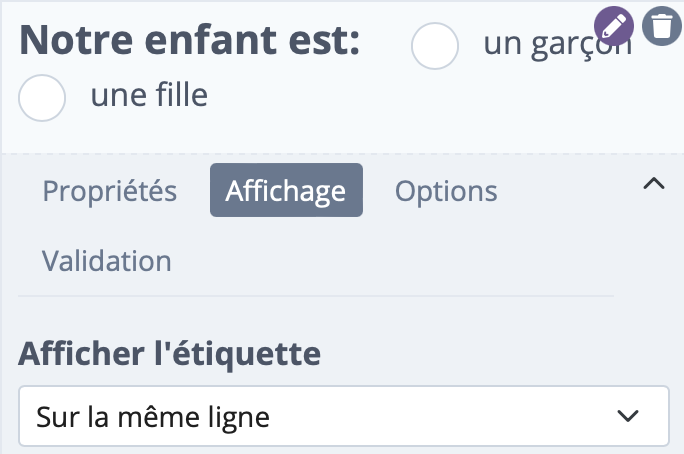 Notre enfant est: un garçon
une fille
Propriétés Affichage Options
Validation
Afficher l'étiquette
Sur la même ligne